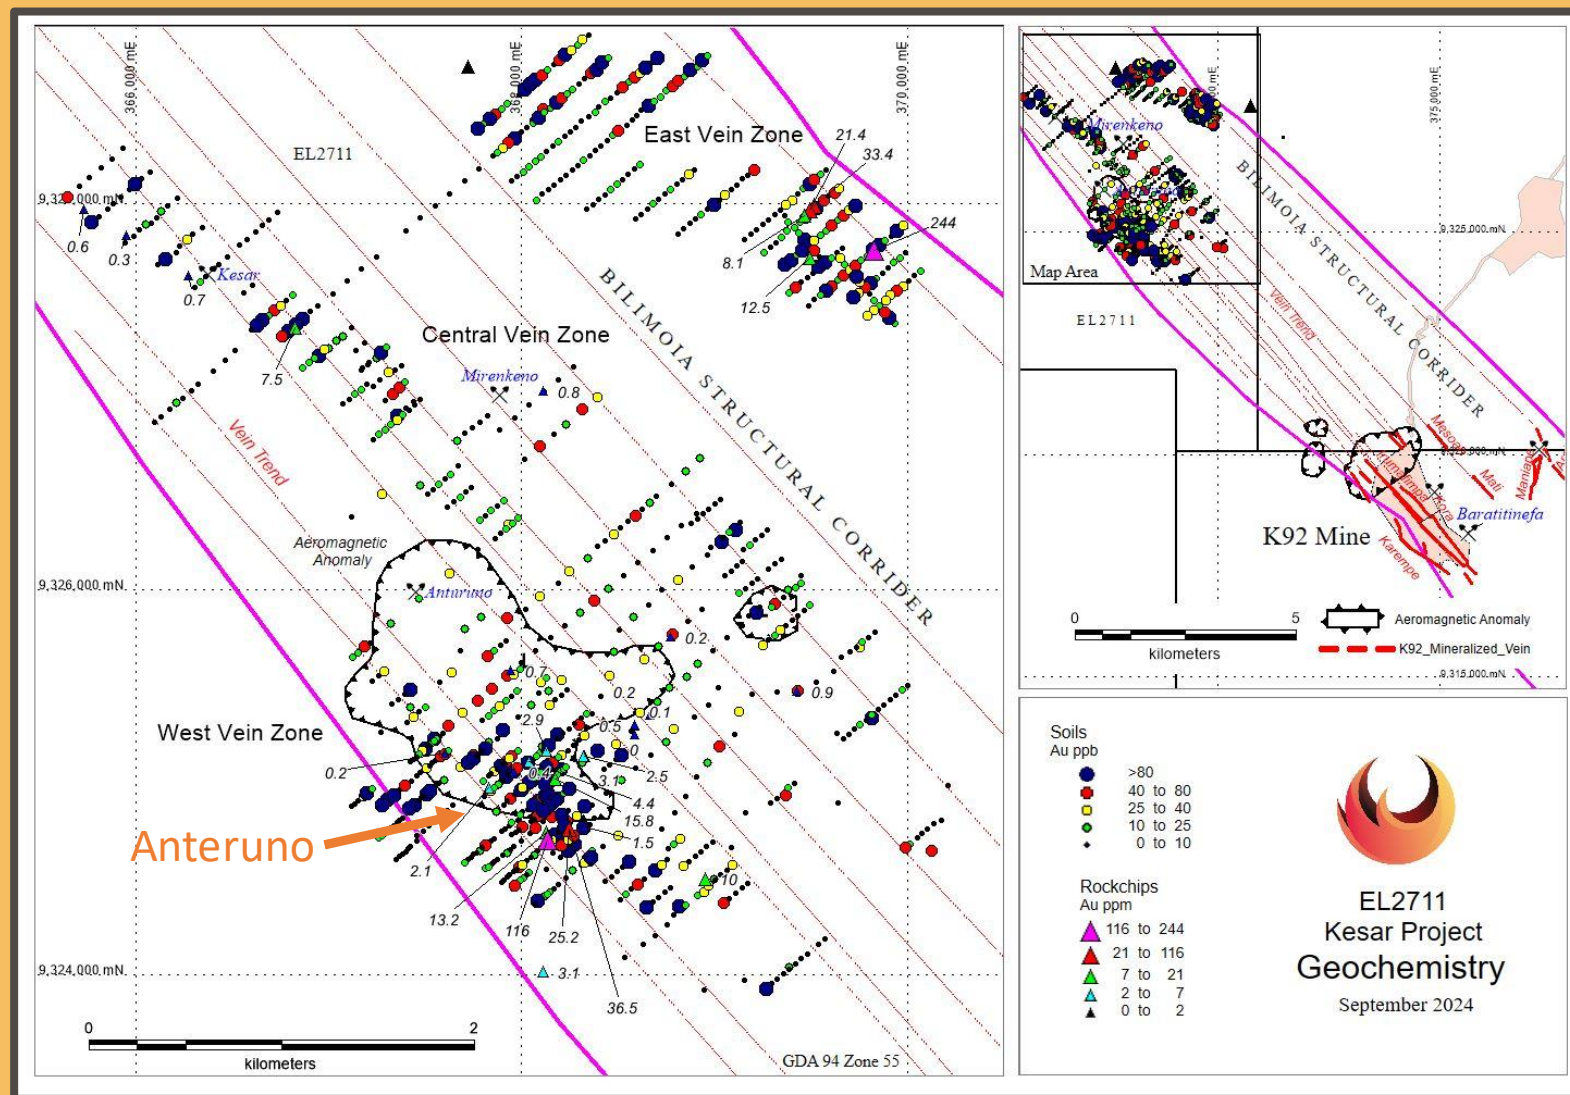 366,000 mE
368,000 mE
370,000 mE
EL2711
East Vein Zone
21.4
33.4
244
8.1
12.5
0.6
0.3
0.7
Kesar
7.5
Central Vein Zone
Mirenkeno
0.8
BILIMOIA STRUCTURAL CORRIDER
Vein Trend
Aeromagnetic
Anomaly
9,326,000 mN
Anturuno
0.2
0.7
0.2
0.9
0.1
0.5
0
2.9
West Vein Zone
0.2
0.4
3.1
2.5
4.4
15.8
1.5
Anteruno
2.1
10
13.2
116
25.2
3.1
36.5
9,324,000 mN
0
2
kilometers
GDA 94 Zone 55
375,000 mE
Mirenkeno
BILIMOIA STRUCTURAL CORRIDER
9,325,000 mN
Map Area
Vein Trend
EL2711
Mati
Maniape
Kora
Baratitinefa
K92 Mine
Karempe
0
5
kilometers
Aeromagnetic Anomaly
K92_Mineralized_Vein
9,315,000 mN
Soils
Au ppb
>80
40 to 80
25 to 40
10 to 25
0 to 10
Rockchips
Au ppm
116 to 244
21 to 116
7 to 21
2 to 7
0 to 2
EL2711
Kesar Project
Geochemistry
September 2024